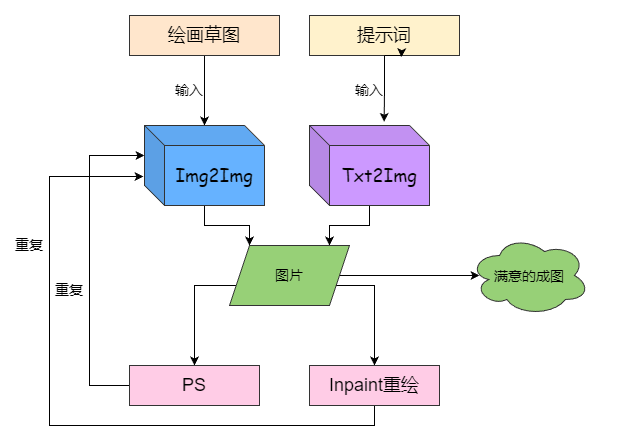 绘画草图
提示词
输入
输入
Img2Img
Txt2Img
重复
重复
图片
满意的成图
PS
Inpaint重绘